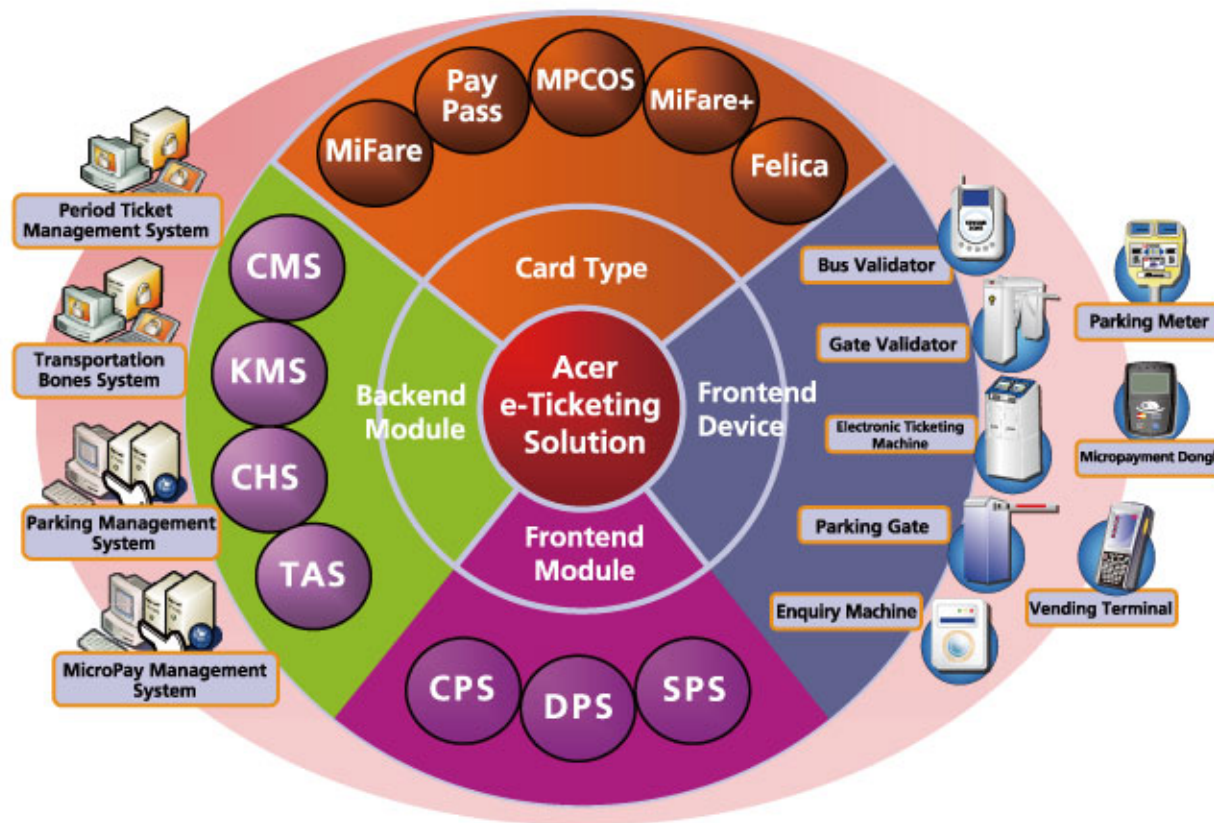 Pay
Pass
MPCOS
MiFare+
MiFare
Felica
Card Type
Period Ticket
Management System
Transportation
Bones System
Parking Management
System
MicroPay Management
System
CMS
KMS
CHS
TAS
Backend
Module
Acer
e-Ticketing
Solution
Frontend
Device
Frontend
Module
CPS
DPS
SPS
Bus Validator
Gate Validator
Electronic Ticketing
Machine
Parking Gate
Enquiry Machine
Parking Meter
Micropayment Dongl
Vending Terminal